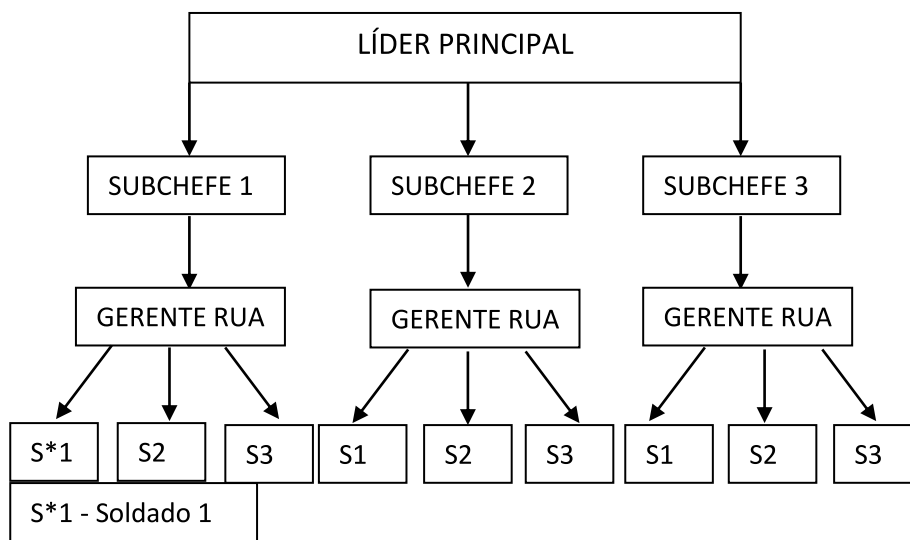 LÍDER PRINCIPAL
SUBCHEFE 1
SUBCHEFE 2
SUBCHEFE 3
GERENTE RUA
GERENTE RUA
GERENTE RUA
S*1
S2
S3
S1
S2
S3
S1
S2
S3
S*1 - Soldado 1